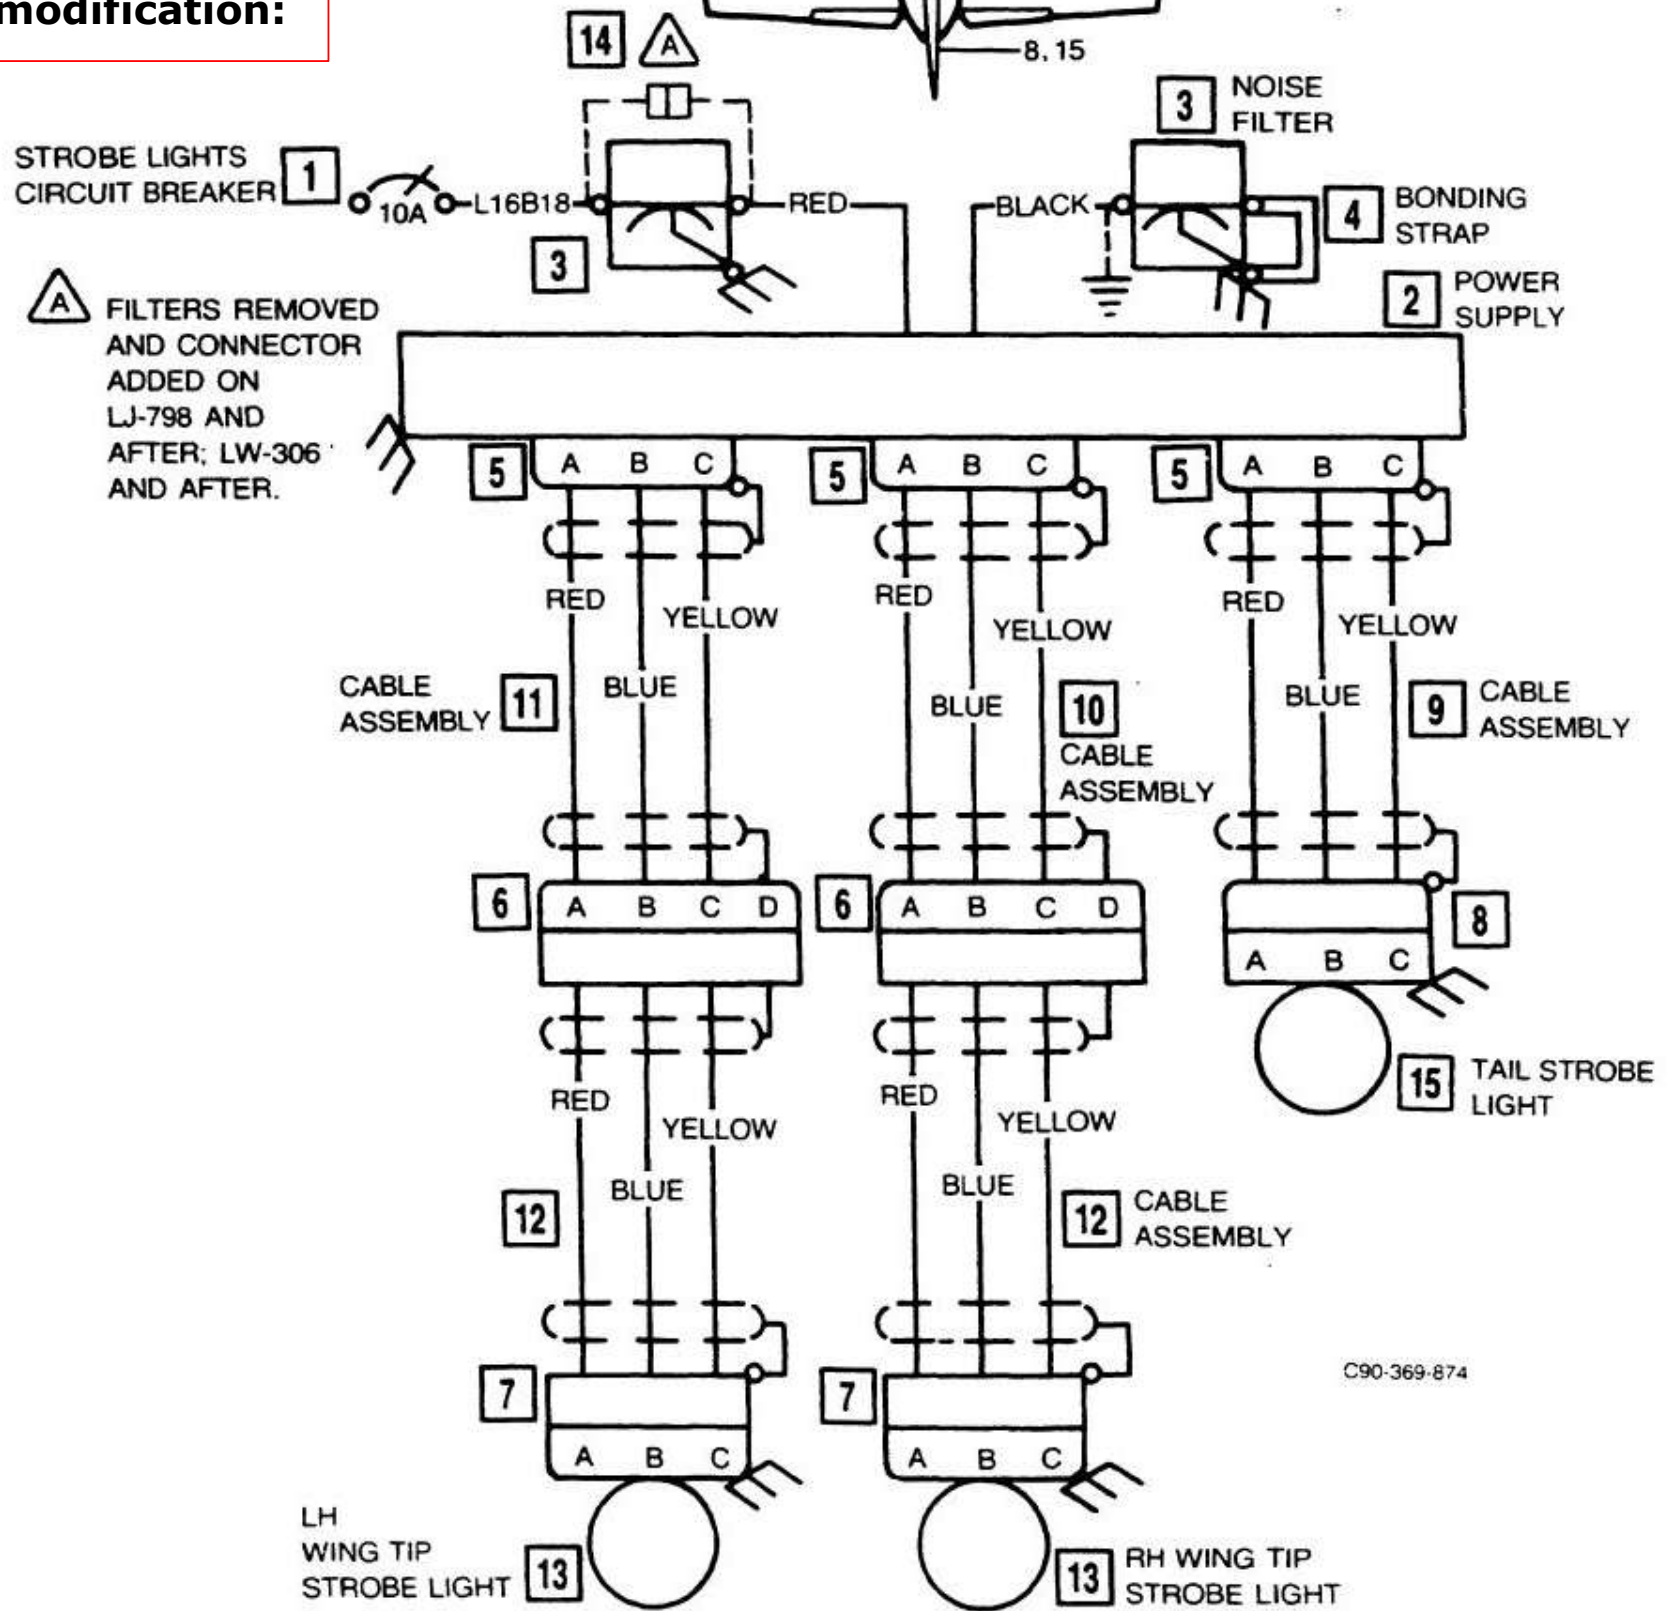 modification:
14
A
8,15
3
NOISE
FILTER
STROBE LIGHTS
CIRCUIT BREAKER
1
10A
L16B18
RED
BLACK
4
BONDING
STRAP
3
2
POWER
SUPPLY
A
FILTERS REMOVED
AND CONNECTOR
ADDED ON
LJ-798 AND
AFTER; LW-306
AND AFTER.
5 A B C
5 A B C
5 A B C
RED
YELLOW
BLUE
RED
YELLOW
BLUE
RED
YELLOW
BLUE
CABLE
ASSEMBLY
11
10
CABLE
ASSEMBLY
9
CABLE
ASSEMBLY
6 A B C D
6 A B C D
8
A B C
15
TAIL STROBE
LIGHT
RED
YELLOW
BLUE
RED
YELLOW
BLUE
12
12
CABLE
ASSEMBLY
C90-369-874
7
A B C
7
A B C
LH
WING TIP
STROBE LIGHT
13
13
RH WING TIP
STROBE LIGHT